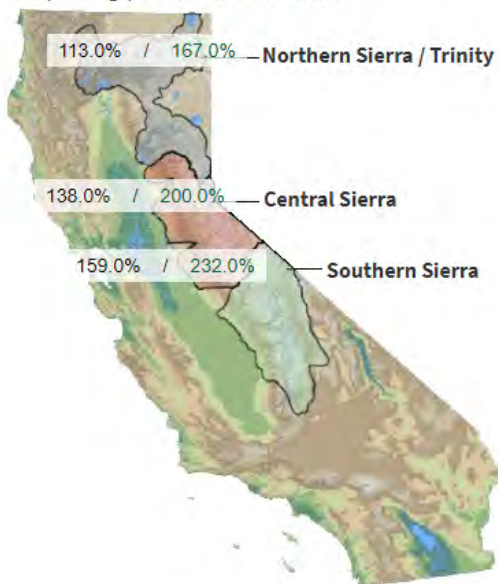 113.0% / 167.0% Northern Sierra / Trinity
138.0% / 200.0% Central Sierra
159.0% / 232.0% Southern Sierra